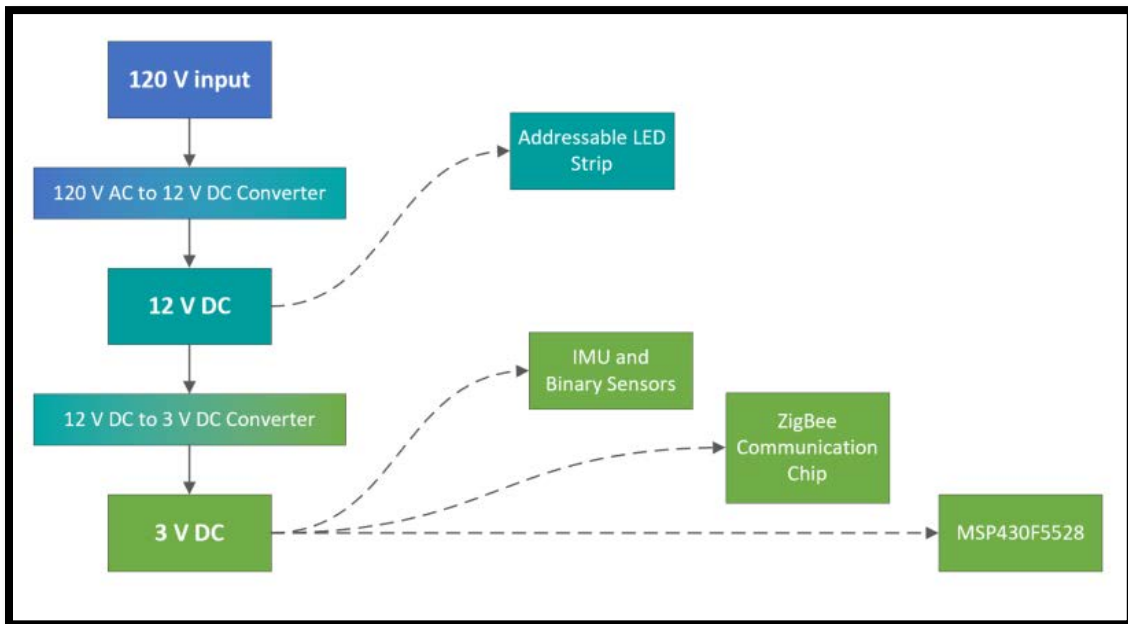 120 V input
Addressable LED
Strip
120 V AC to 12 V DC Converter
12 V DC
IMU and
Binary Sensors
12 V DC to 3 V DC Converter
ZigBee
Communication
Chip
3 V DC
MSP430F5528